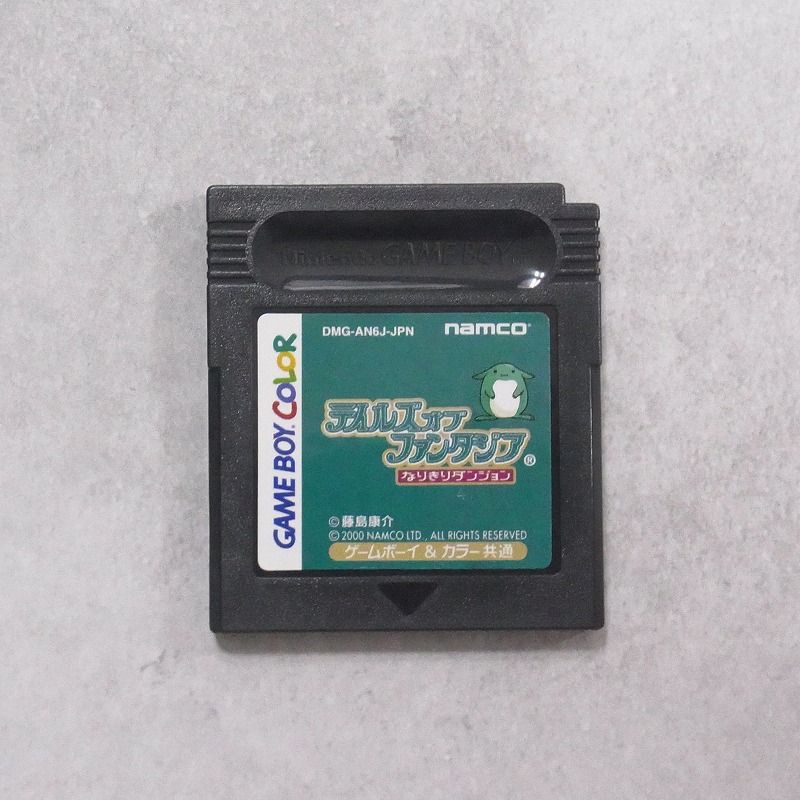 Nintendo GAME BOY
GAME BOY COLOR
DMG-AN6J-JPN
namco
テイルズ オブ
ファンタジア®
なりきりダンジョン
© 藤島康介
© 2000 NAMCO LTD., ALL RIGHTS RESERVED
ゲームボーイ & カラー共通